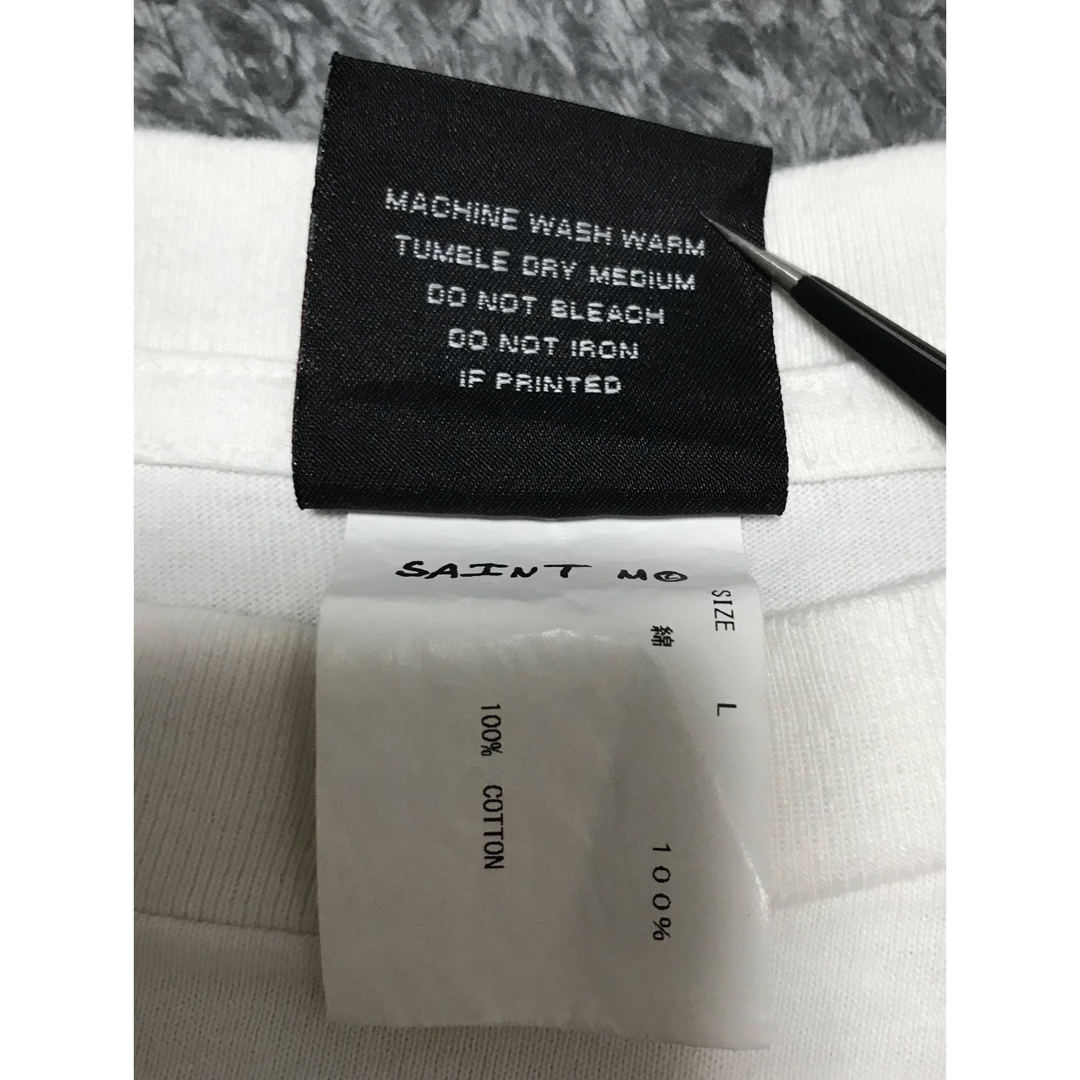 MACHINE WASH WARM
TUMBLE DRY MEDIUM
DO NOT BLEACH
DO NOT IRON
IF PRINTED
SAINT M
SIZE L
綿 100%
100% COTTON